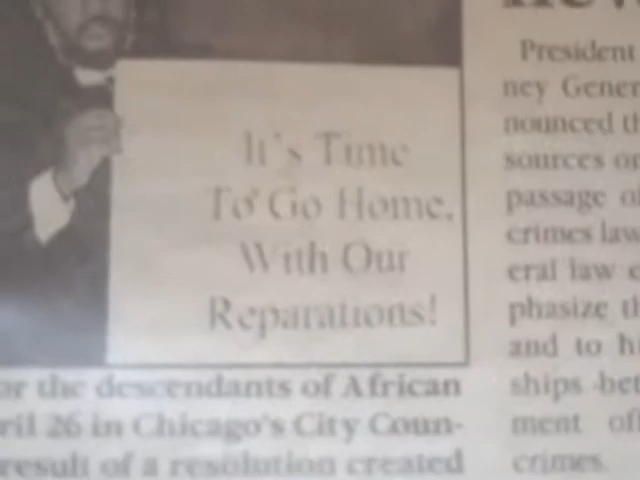 It's Time
To Go Home,
With Our
Reparations!
or the descendants of African
ril 26 in Chicago's City Coun-
result of a resolution created
President
ney Gener
nounced th
sources or
passage of
crimes law
eral law
phasize th
and to hi
ships bet
ment off
crimes.